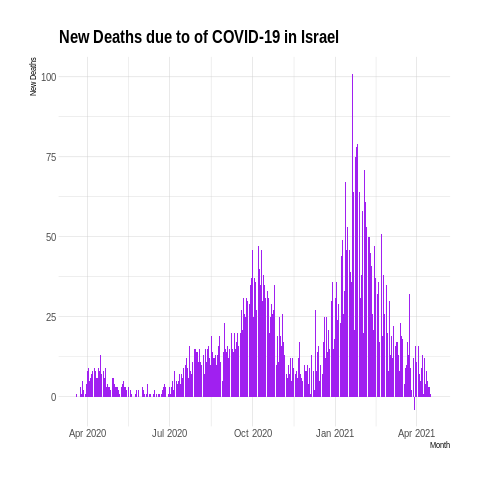 New Deaths due to of COVID-19 in Israel
New Deaths
100
75
50
25
0
Apr 2020 Jul 2020 Oct 2020 Jan 2021 Apr 2021
Month